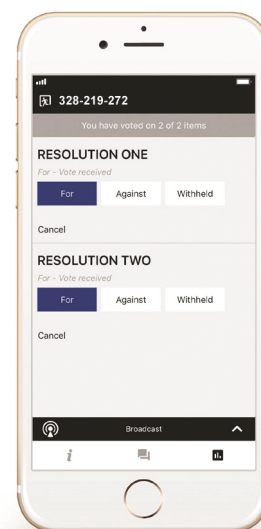 328-219-272
You have voted on 2 of 2 items
RESOLUTION ONE
For - Vote received
For Against Withheld
Cancel
RESOLUTION TWO
For - Vote received
For Against Withheld
Cancel
Broadcast
i